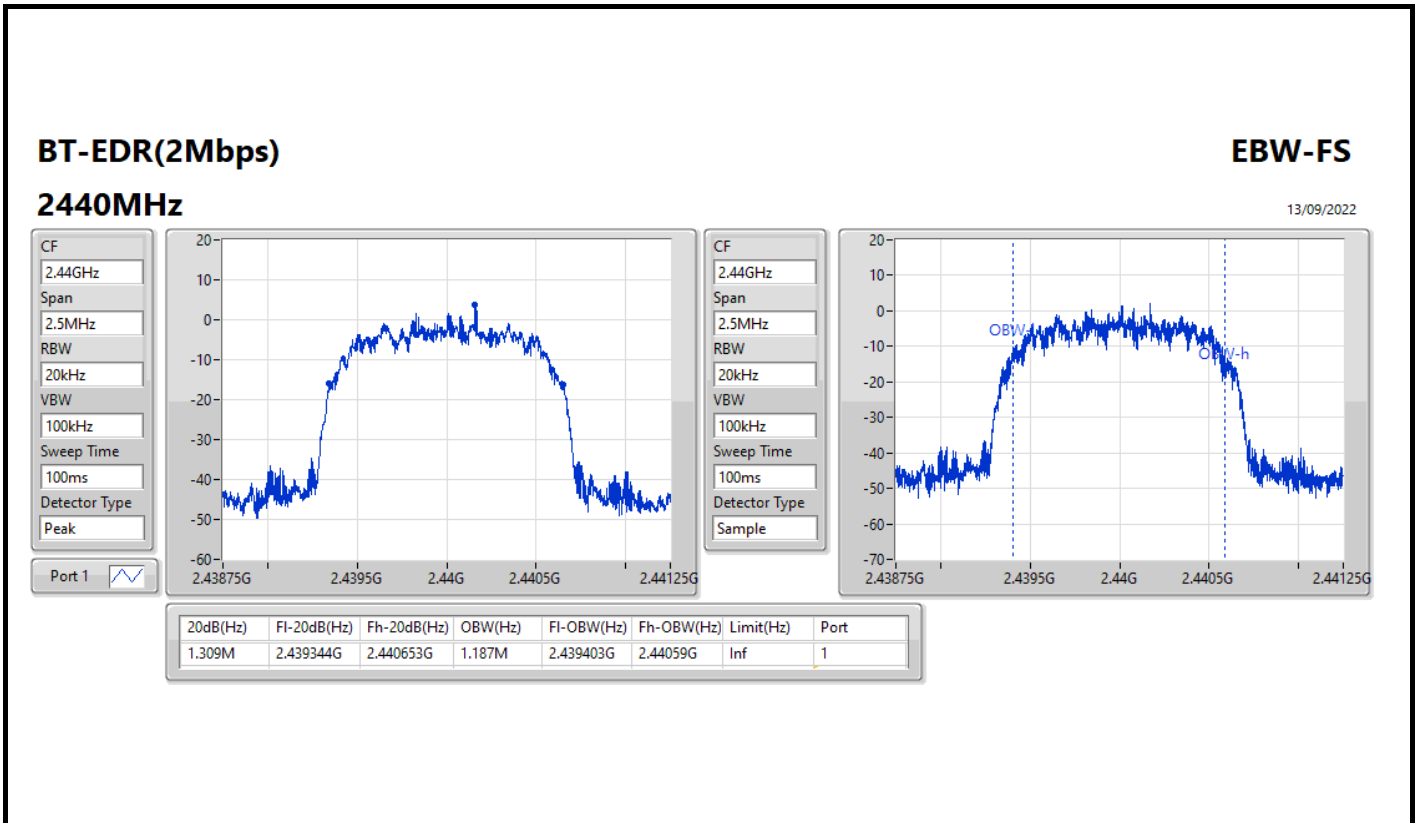 BT-EDR(2Mbps)
EBW-FS
2440MHz
13/09/2022
CF
2.44GHz
Span
2.5MHz
RBW
20kHz
VBW
100kHz
Sweep Time
100ms
Detector Type
Peak
Port 1
20
10
0
-10
-20
-30
-40
-50
-60
2.43875G 2.4395G 2.44G 2.4405G 2.44125G
CF
2.44GHz
Span
2.5MHz
RBW
20kHz
VBW
100kHz
Sweep Time
100ms
Detector Type
Sample
20
10
0
-10
-20
-30
-40
-50
-60
-70
OBW-h
2.43875G 2.4395G 2.44G 2.4405G 2.44125G
20dB(Hz) Fl-20dB(Hz) Fh-20dB(Hz) OBW(Hz) Fl-OBW(Hz) Fh-OBW(Hz) Limit(Hz) Port
1.309M 2.439344G 2.440653G 1.187M 2.439403G 2.44059G Inf 1